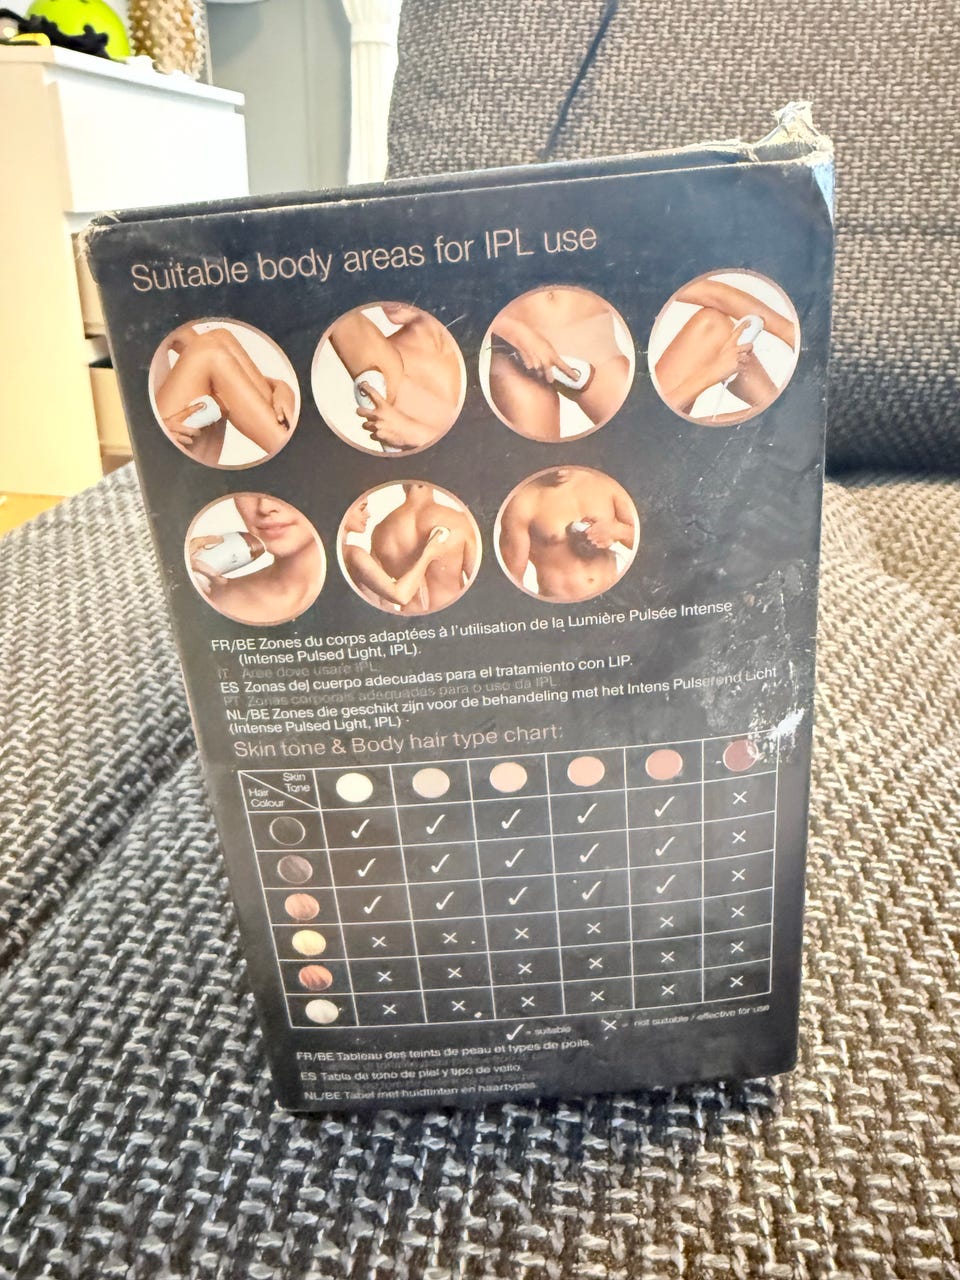 Suitable body areas for IPL use
FR/BE Zones du corps adaptées à l'utilisation de la Lumière Pulsée Intense
(Intense Pulsed Light, IPL).
IT Aree dove usare IPL.
ES Zonas del cuerpo adecuadas para el tratamiento con LIP.
PT Zonas corporais adequadas para o uso da IPL
NL/BE Zones die geschikt zijn voor de behandeling met het Intens Pulserend Licht
(Intense Pulsed Light, IPL)
Skin tone & Body hair type chart:
Skin
Tone
Hair
Colour
✓ = suitable × = not suitable / effective for use
FR/BE Tableau des teints de peau et types de poils.
ES Tabla de tono de piel y tipo de vello.
NL/BE Tabel met huidtinten en haartypes.